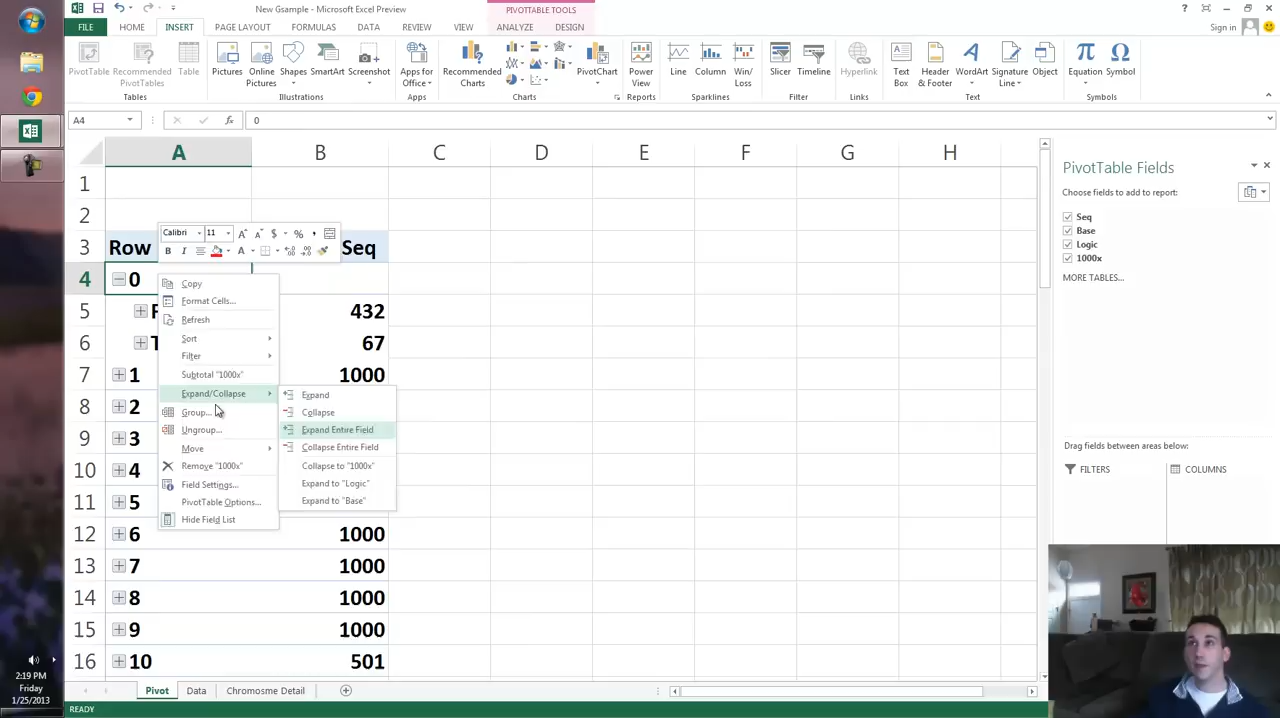 New Gsample - Microsoft Excel Preview
PIVOTTABLE TOOLS
?
Sign in
FILE HOME INSERT PAGE LAYOUT FORMULAS DATA REVIEW VIEW ANALYZE DESIGN
PivotTable Recommended PivotTables Table Pictures Online Pictures Shapes SmartArt Screenshot Apps for Office Recommended Charts PivotChart Power View Line Column Win/Loss Slicer Timeline Hyperlink Text Box Header & Footer WordArt Signature Line Object Equation Symbol
Tables Illustrations Apps Charts Reports Sparklines Filter Links Text Symbols
A4 fx 0
A B C D E F G H
1
2
3 Row Seq
4 0
5 F 432
6 T 67
7 1 1000
8 2
9 3
10 4
11 5
12 6 1000
13 7 1000
14 8 1000
15 9 1000
16 10 501
Calibri 11 A A $ % ,
B I A
Copy
Format Cells...
Refresh
Sort
Filter
Subtotal "1000x"
Expand/Collapse
Group...
Ungroup...
Move
Remove "1000x"
Field Settings...
PivotTable Options...
Hide Field List
Expand
Collapse
Expand Entire Field
Collapse Entire Field
Collapse to "1000x"
Expand to "Logic"
Expand to "Base"
PivotTable Fields
Choose fields to add to report:
Seq
Base
Logic
1000x
MORE TABLES...
Drag fields between areas below:
FILTERS COLUMNS
Pivot Data Chromosme Detail
READY
2:19 PM
Friday
1/25/2013